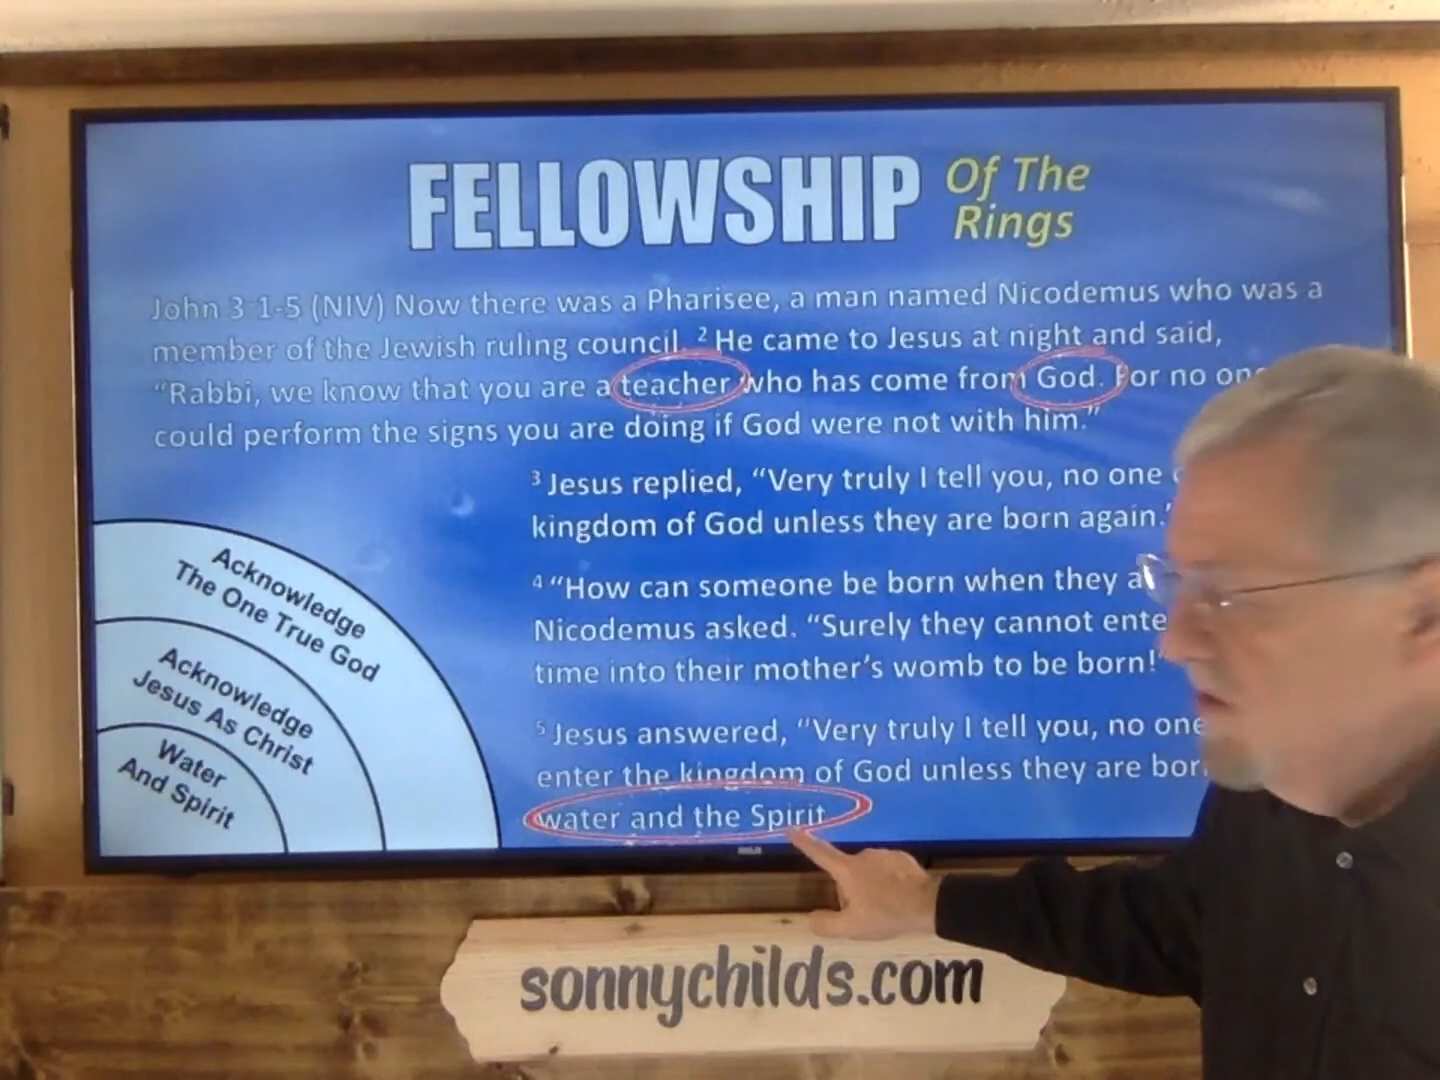 FELLOWSHIP Of The
Rings
John 3:1-5 (NIV) Now there was a Pharisee, a man named Nicodemus who was a
member of the Jewish ruling council. 2 He came to Jesus at night and said,
“Rabbi, we know that you are a teacher who has come from God. For no one
could perform the signs you are doing if God were not with him.”
3 Jesus replied, “Very truly I tell you, no one
kingdom of God unless they are born again.”
4 “How can someone be born when they a
Nicodemus asked. “Surely they cannot ente
time into their mother’s womb to be born!”
5 Jesus answered, “Very truly I tell you, no one
enter the kingdom of God unless they are bor
water and the Spirit
Acknowledge
The One True God
Acknowledge
Jesus As Christ
Water
And Spirit
sonnychilds.com